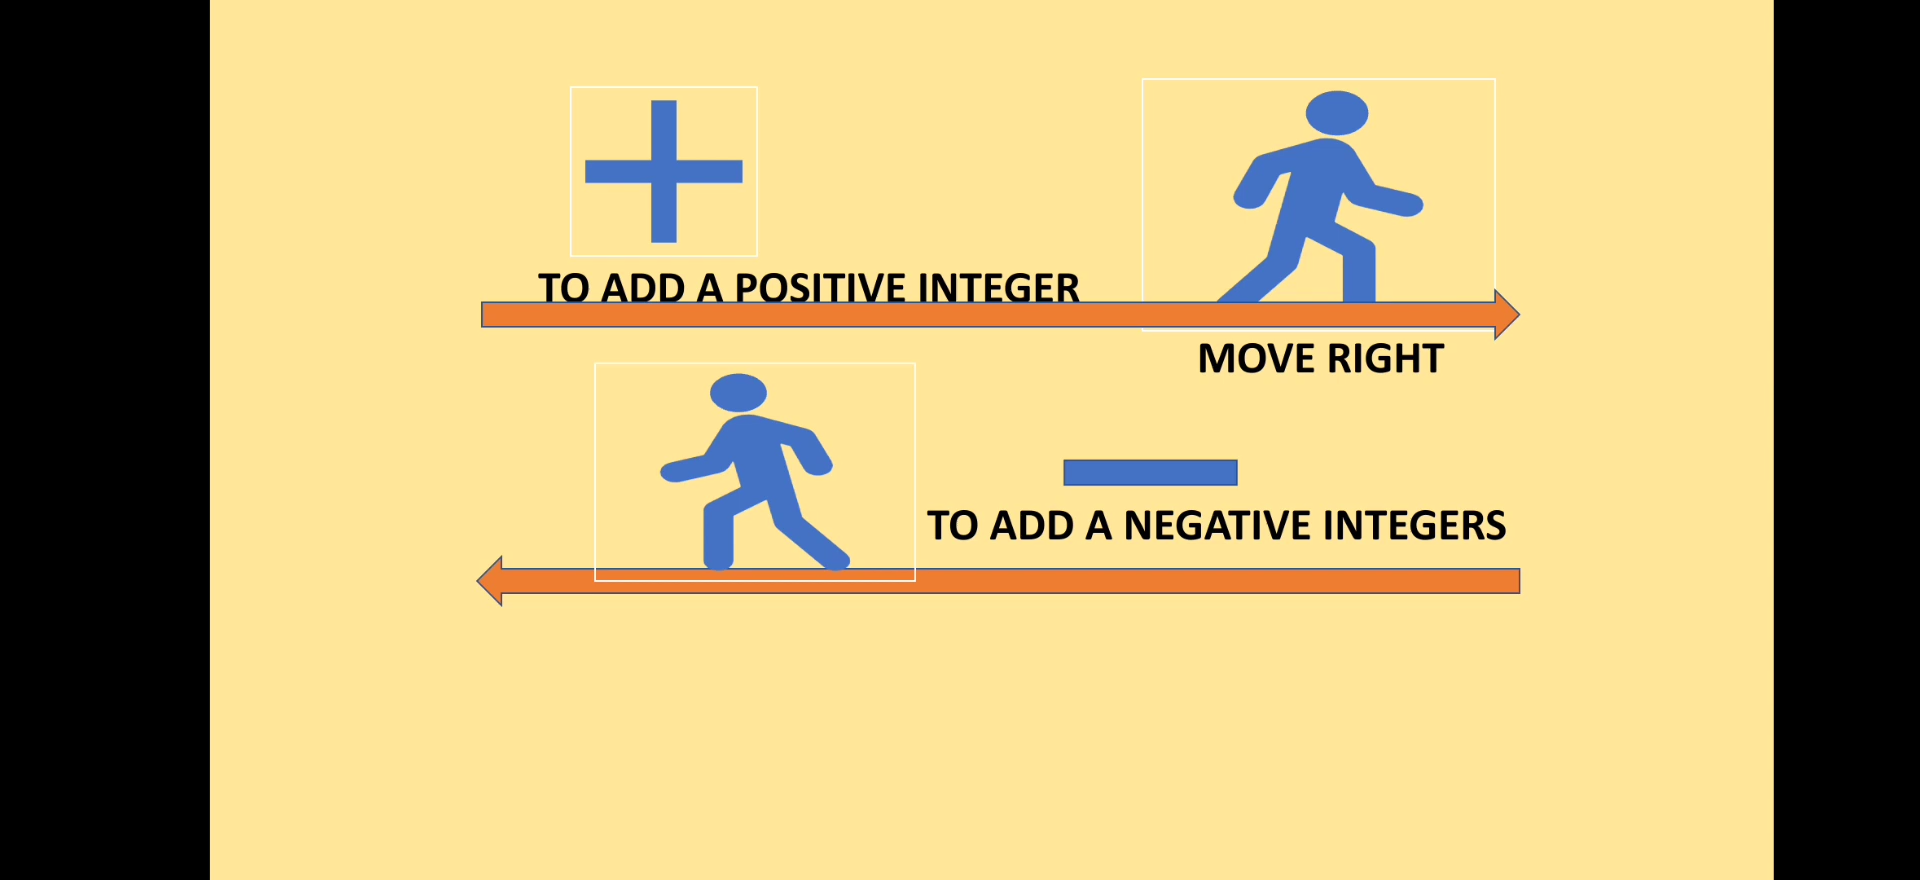 TO ADD A POSITIVE INTEGER
MOVE RIGHT
TO ADD A NEGATIVE INTEGERS